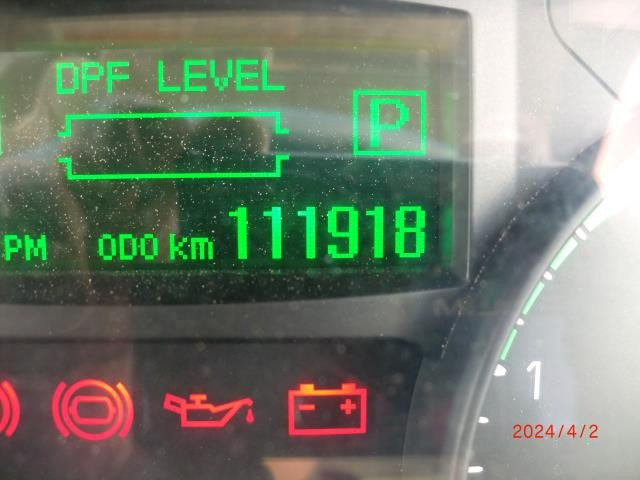 DPF LEVEL
P
PM ODO km 111918
1
2024/4/2